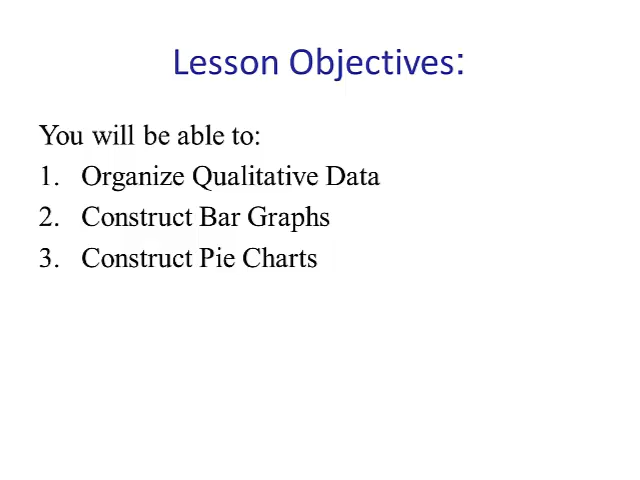 Lesson Objectives:
You will be able to:
1. Organize Qualitative Data
2. Construct Bar Graphs
3. Construct Pie Charts